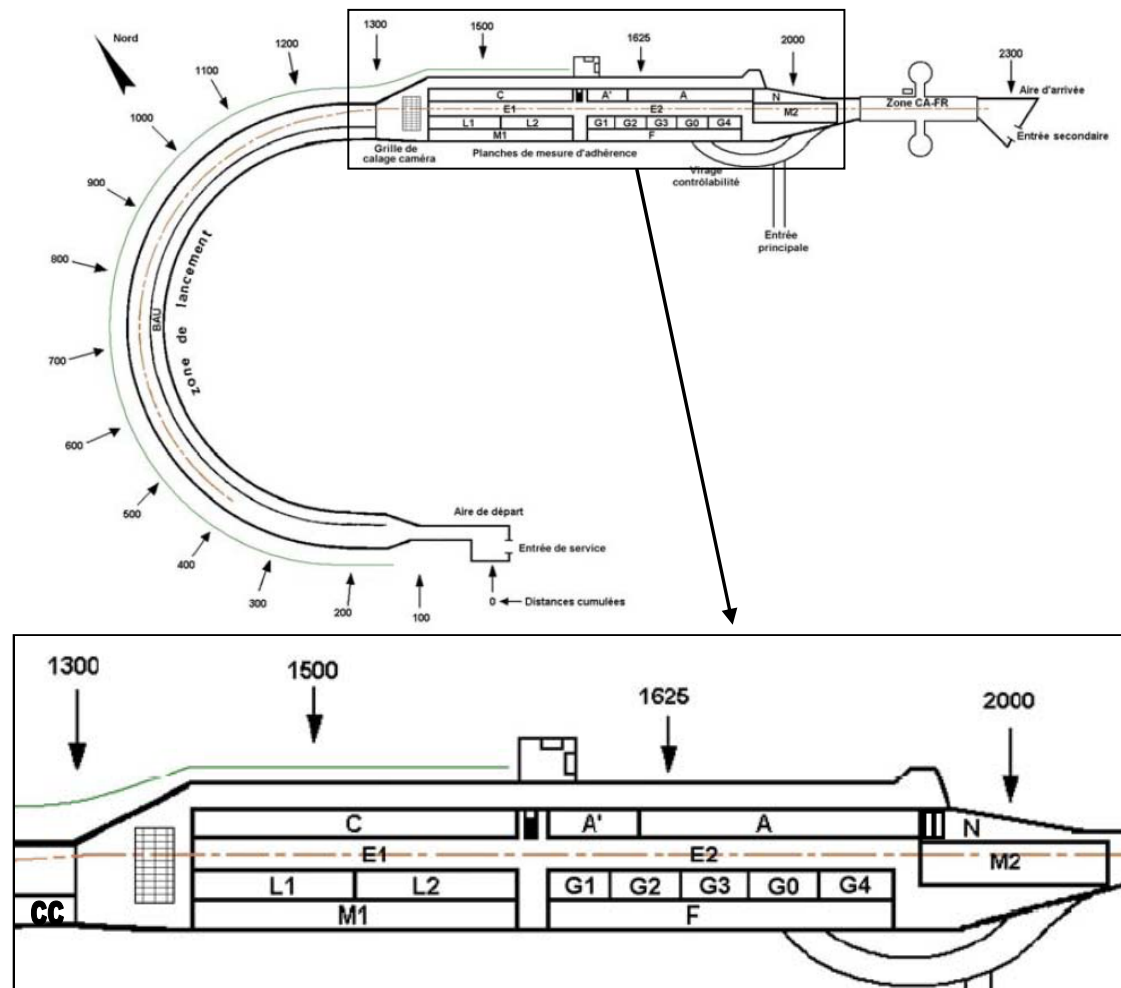 Nord
1100
1200
1300
1500
1625
2000
2300
Aire d'arrivée
Zone CA-FR
Entrée secondaire
C
A'
A
N
M2
E1
E2
L1
L2
G1
G2
G3
G0
G4
M1
F
Grille de
calage caméra
Planches de mesure d'adhérence
Virage
contrôlabilité
Entrée
principale
1000
900
800
700
600
500
400
300
200
100
BAU
zone de lancement
Aire de départ
Entrée de service
0
Distances cumulées
1300
1500
1625
2000
C
A'
A
N
E1
E2
M2
CC
L1
L2
G1
G2
G3
G0
G4
M1
F